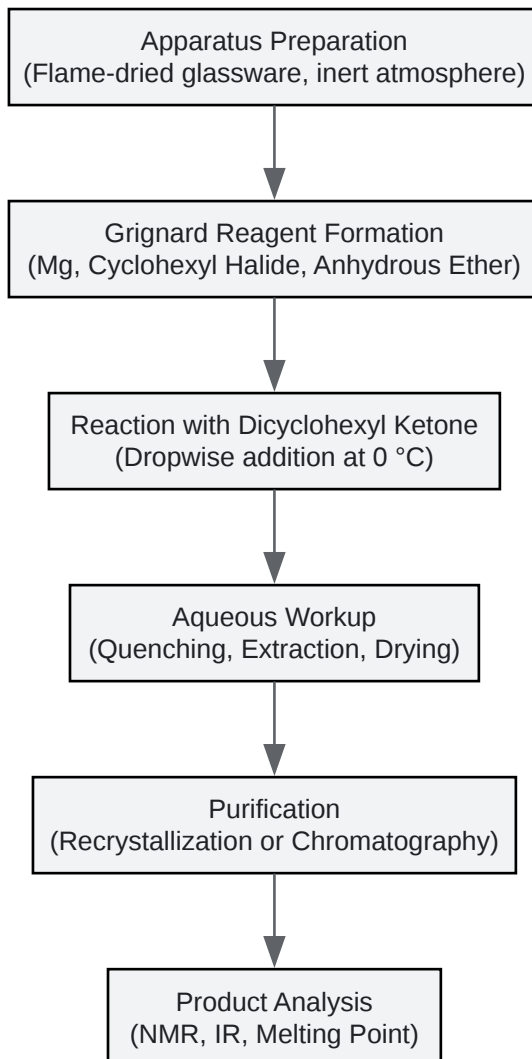 Apparatus Preparation
(Flame-dried glassware, inert atmosphere)
Grignard Reagent Formation
(Mg, Cyclohexyl Halide, Anhydrous Ether)
Reaction with Dicyclohexyl Ketone
(Dropwise addition at 0 °C)
Aqueous Workup
(Quenching, Extraction, Drying)
Purification
(Recrystallization or Chromatography)
Product Analysis
(NMR, IR, Melting Point)